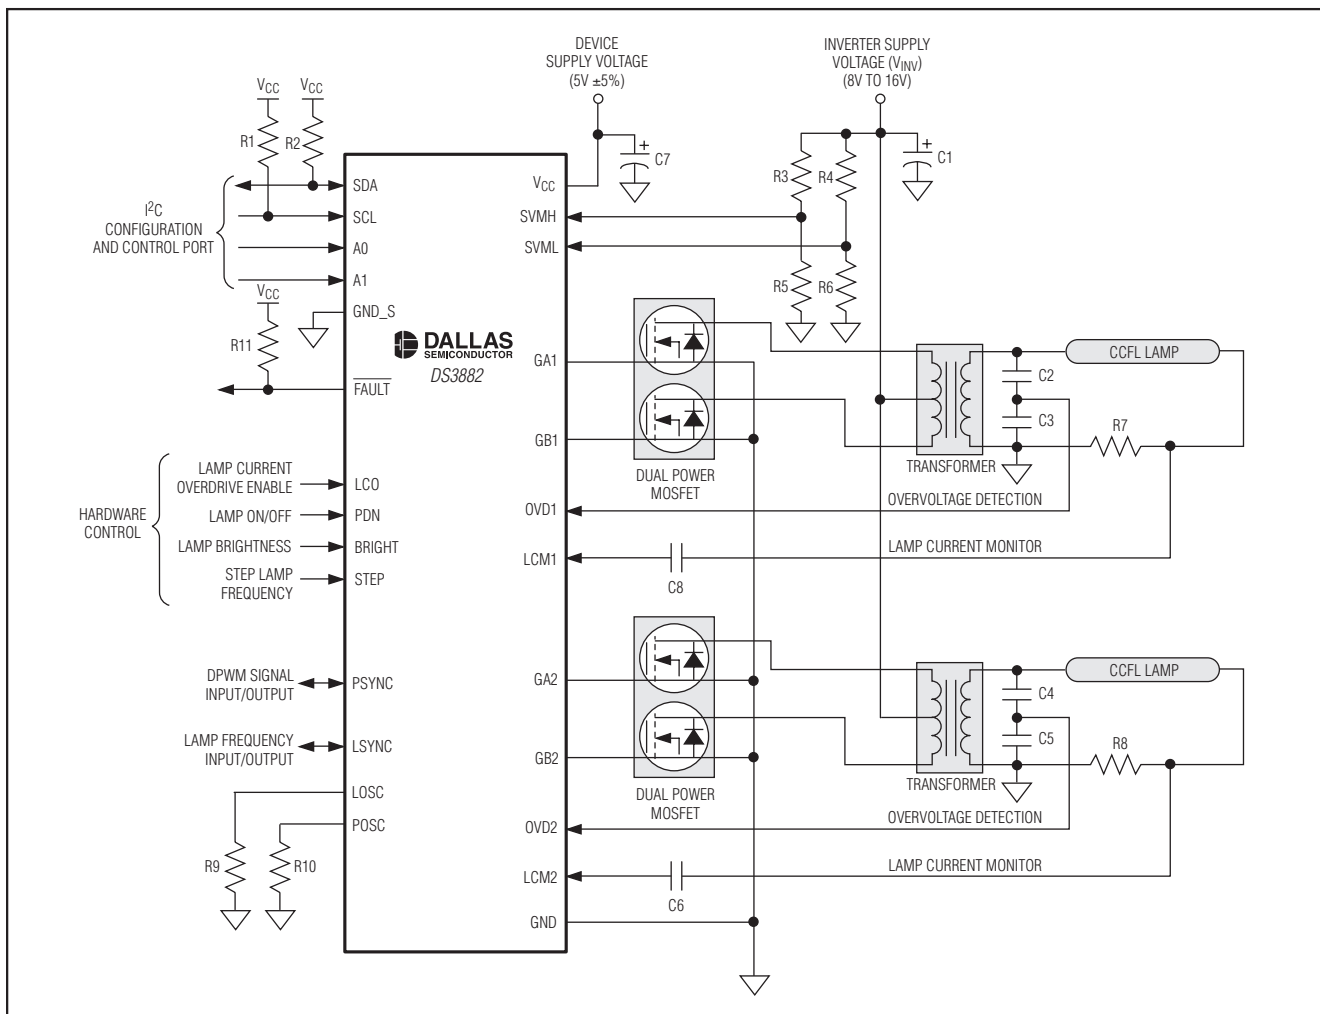 DEVICE
SUPPLY VOLTAGE
(5V ±5%)
INVERTER SUPPLY
VOLTAGE (VINV)
(8V TO 16V)
VCC
VCC
R1
R2
+
C7
R3
R4
+
C1
SDA
VCC
I2C
CONFIGURATION
AND CONTROL PORT
SCL
SVMH
A0
SVML
A1
R5
R6
VCC
GND_S
R11
DALLAS
SEMICONDUCTOR
DS3882
GA1
CCFL LAMP
C2
FAULT
C3
R7
GB1
TRANSFORMER
DUAL POWER
MOSFET
HARDWARE
CONTROL
LAMP CURRENT
OVERDRIVE ENABLE
LCO
OVERVOLTAGE DETECTION
LAMP ON/OFF
PDN
OVD1
LAMP BRIGHTNESS
BRIGHT
LAMP CURRENT MONITOR
LCM1
STEP LAMP
FREQUENCY
STEP
C8
DPWM SIGNAL
INPUT/OUTPUT
PSYNC
GA2
CCFL LAMP
C4
LAMP FREQUENCY
INPUT/OUTPUT
LSYNC
C5
R8
GB2
TRANSFORMER
LOSC
DUAL POWER
MOSFET
POSC
OVD2
OVERVOLTAGE DETECTION
R9
R10
LCM2
LAMP CURRENT MONITOR
C6
GND